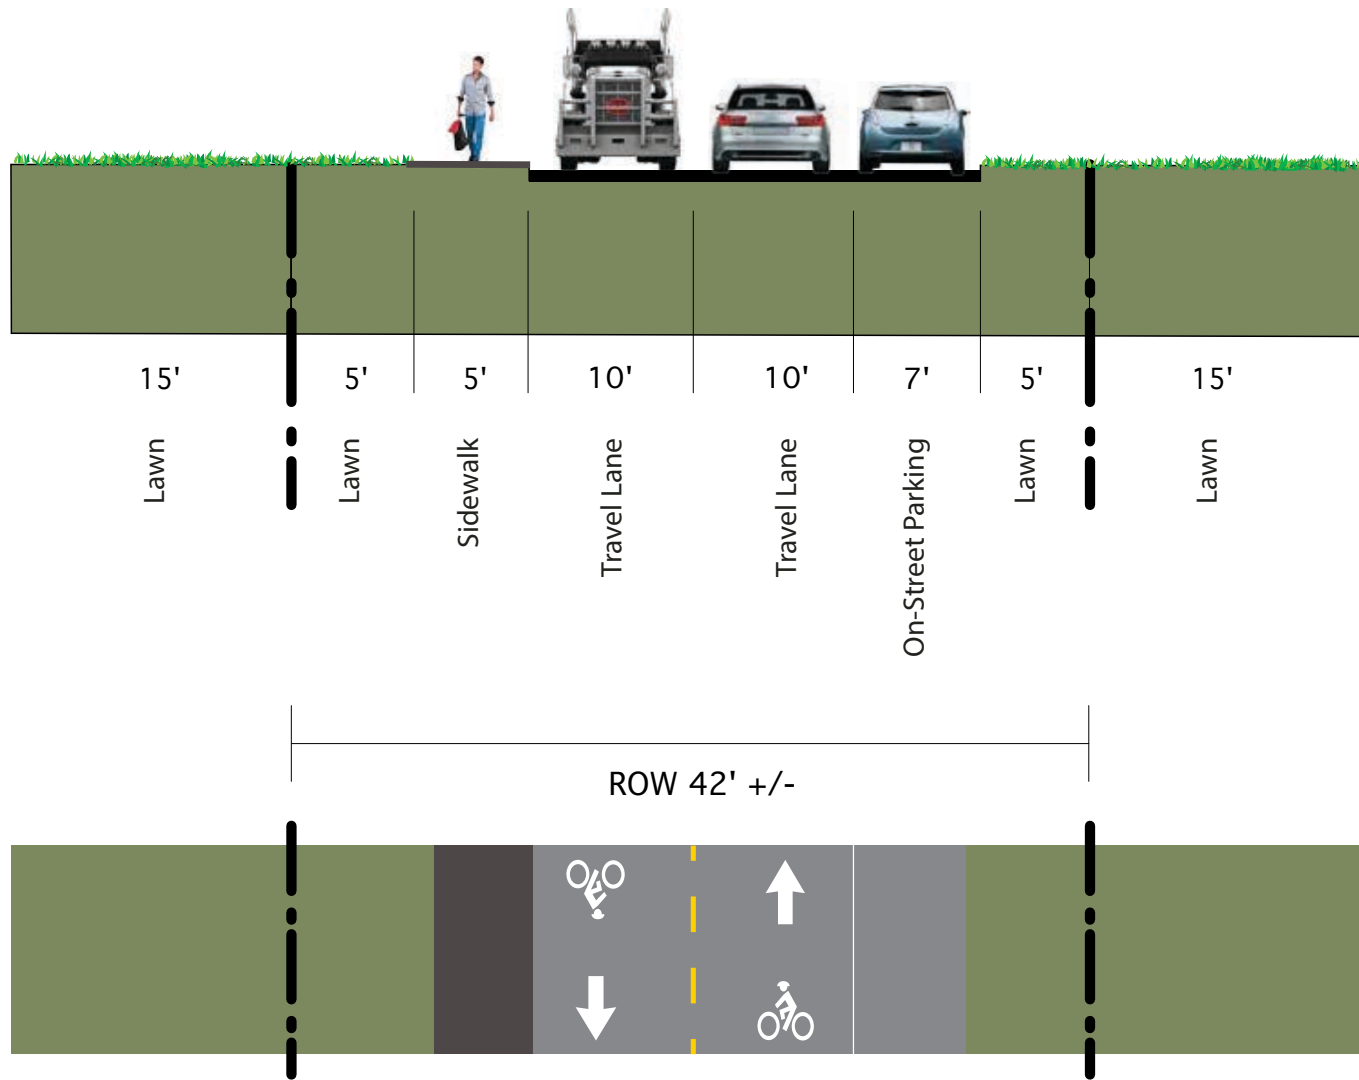 15'
5'
5'
10'
10'
7'
5'
15'
Lawn
Lawn
Sidewalk
Travel Lane
Travel Lane
On-Street Parking
Lawn
Lawn
ROW 42' +/-